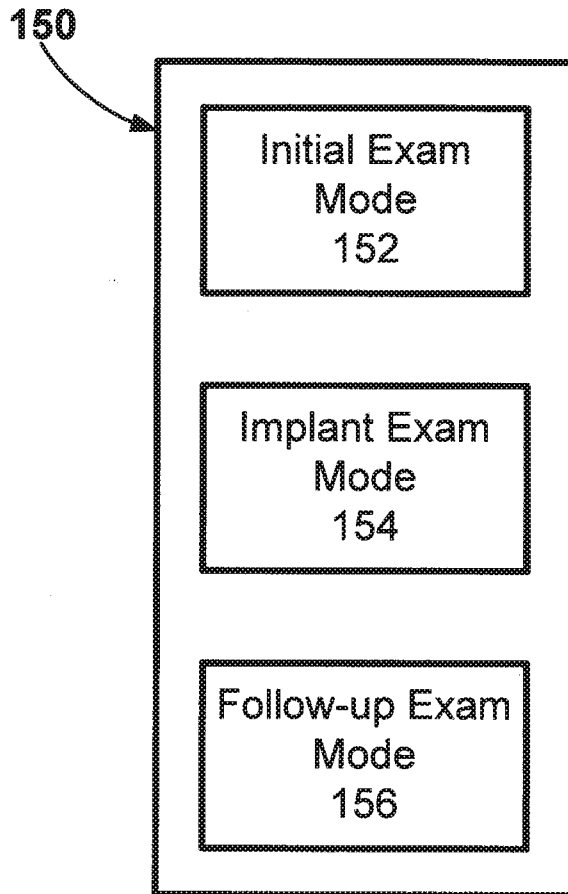 150
Initial Exam
Mode
152
Implant Exam
Mode
154
Follow-up Exam
Mode
156